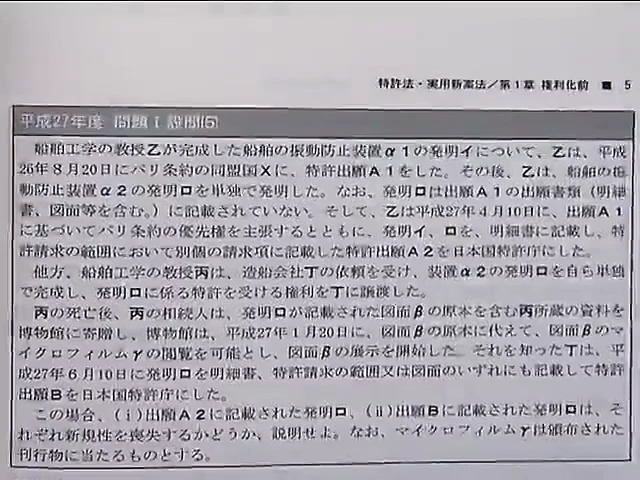 特許法・実用新案法／第1章 権利化前 ■ 5
平成27年度 問題Ⅰ 設問(5)
船舶工学の教授乙が完成した船舶の振動防止装置α1の発明イについて、乙は、平成
26年8月20日にパリ条約の同盟国Xに、特許出願A1をした。その後、乙は、船舶の振
動防止装置α2の発明ロを単独で発明した。なお、発明ロは出願A1の出願書類（明細
書、図面等を含む。）に記載されていない。そして、乙は平成27年4月10日に、出願A1
に基づいてパリ条約の優先権を主張するとともに、発明イ、ロを、明細書に記載し、特
許請求の範囲において別個の請求項に記載した特許出願A2を日本国特許庁にした。
他方、船舶工学の教授丙は、造船会社丁の依頼を受け、装置α2の発明ロを自ら単独
で完成し、発明ロに係る特許を受ける権利を丁に譲渡した。
丙の死亡後、丙の相続人は、発明ロが記載された図面βの原本を含む丙所蔵の資料を
博物館に寄贈し、博物館は、平成27年1月20日に、図面βの原本に代えて、図面βのマ
イクロフィルムγの閲覧を可能とし、図面βの展示を開始した。それを知った丁は、平
成27年6月10日に発明ロを明細書、特許請求の範囲又は図面のいずれにも記載して特許
出願Bを日本国特許庁にした。
この場合、(ⅰ)出願A2に記載された発明ロ、(ⅱ)出願Bに記載された発明ロは、そ
れぞれ新規性を喪失するかどうか、説明せよ。なお、マイクロフィルムγは頒布された
刊行物に当たるものとする。